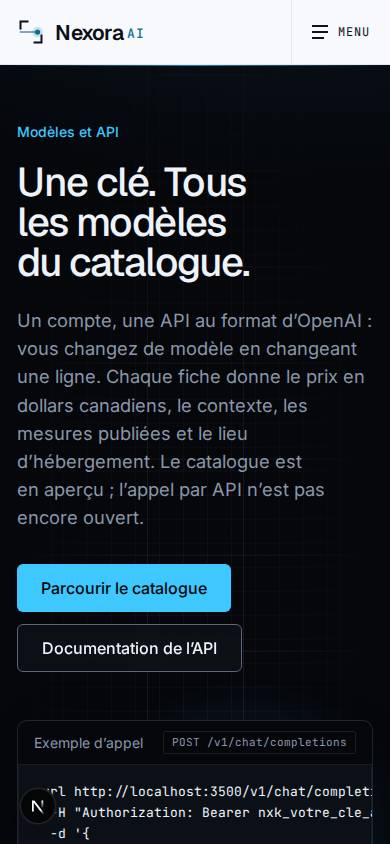 Nexora AI
MENU
Modèles et API
Une clé. Tous
les modèles
du catalogue.
Un compte, une API au format d’OpenAI :
vous changez de modèle en changeant
une ligne. Chaque fiche donne le prix en
dollars canadiens, le contexte, les
mesures publiées et le lieu
d’hébergement. Le catalogue est
en aperçu ; l’appel par API n’est pas
encore ouvert.
Parcourir le catalogue
Documentation de l’API
Exemple d’appel
POST /v1/chat/completions
http://localhost:3500/v1/chat/
"Authorization: Bearer
-d '{
N